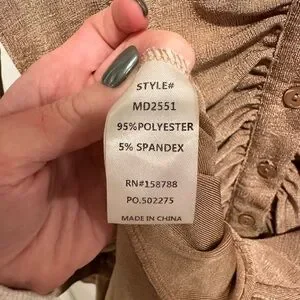 STYLE#
MD2551
95%POLYESTER
5% SPANDEX
RN#158788
PO.502275
MADE IN CHINA